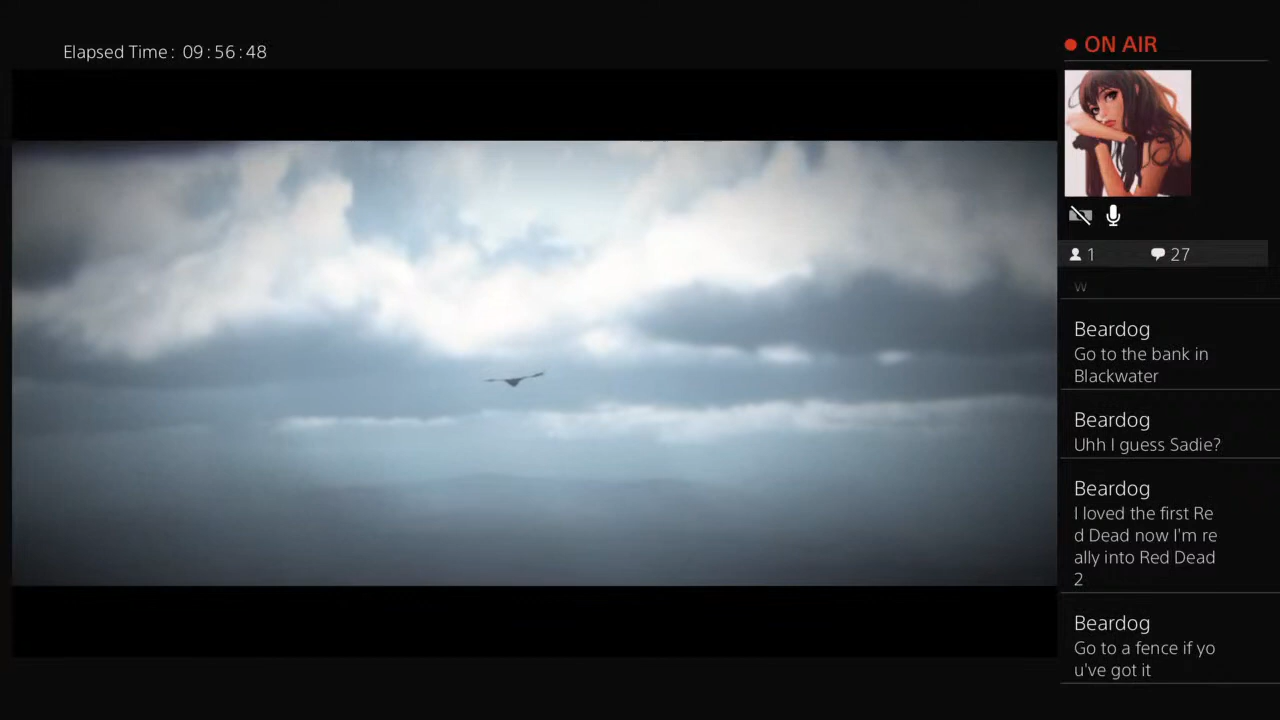 Elapsed Time: 09:56:48
ON AIR
1
27
w
Beardog
Go to the bank in
Blackwater
Beardog
Uhh I guess Sadie?
Beardog
I loved the first Re
d Dead now I'm re
ally into Red Dead
2
Beardog
Go to a fence if yo
u've got it